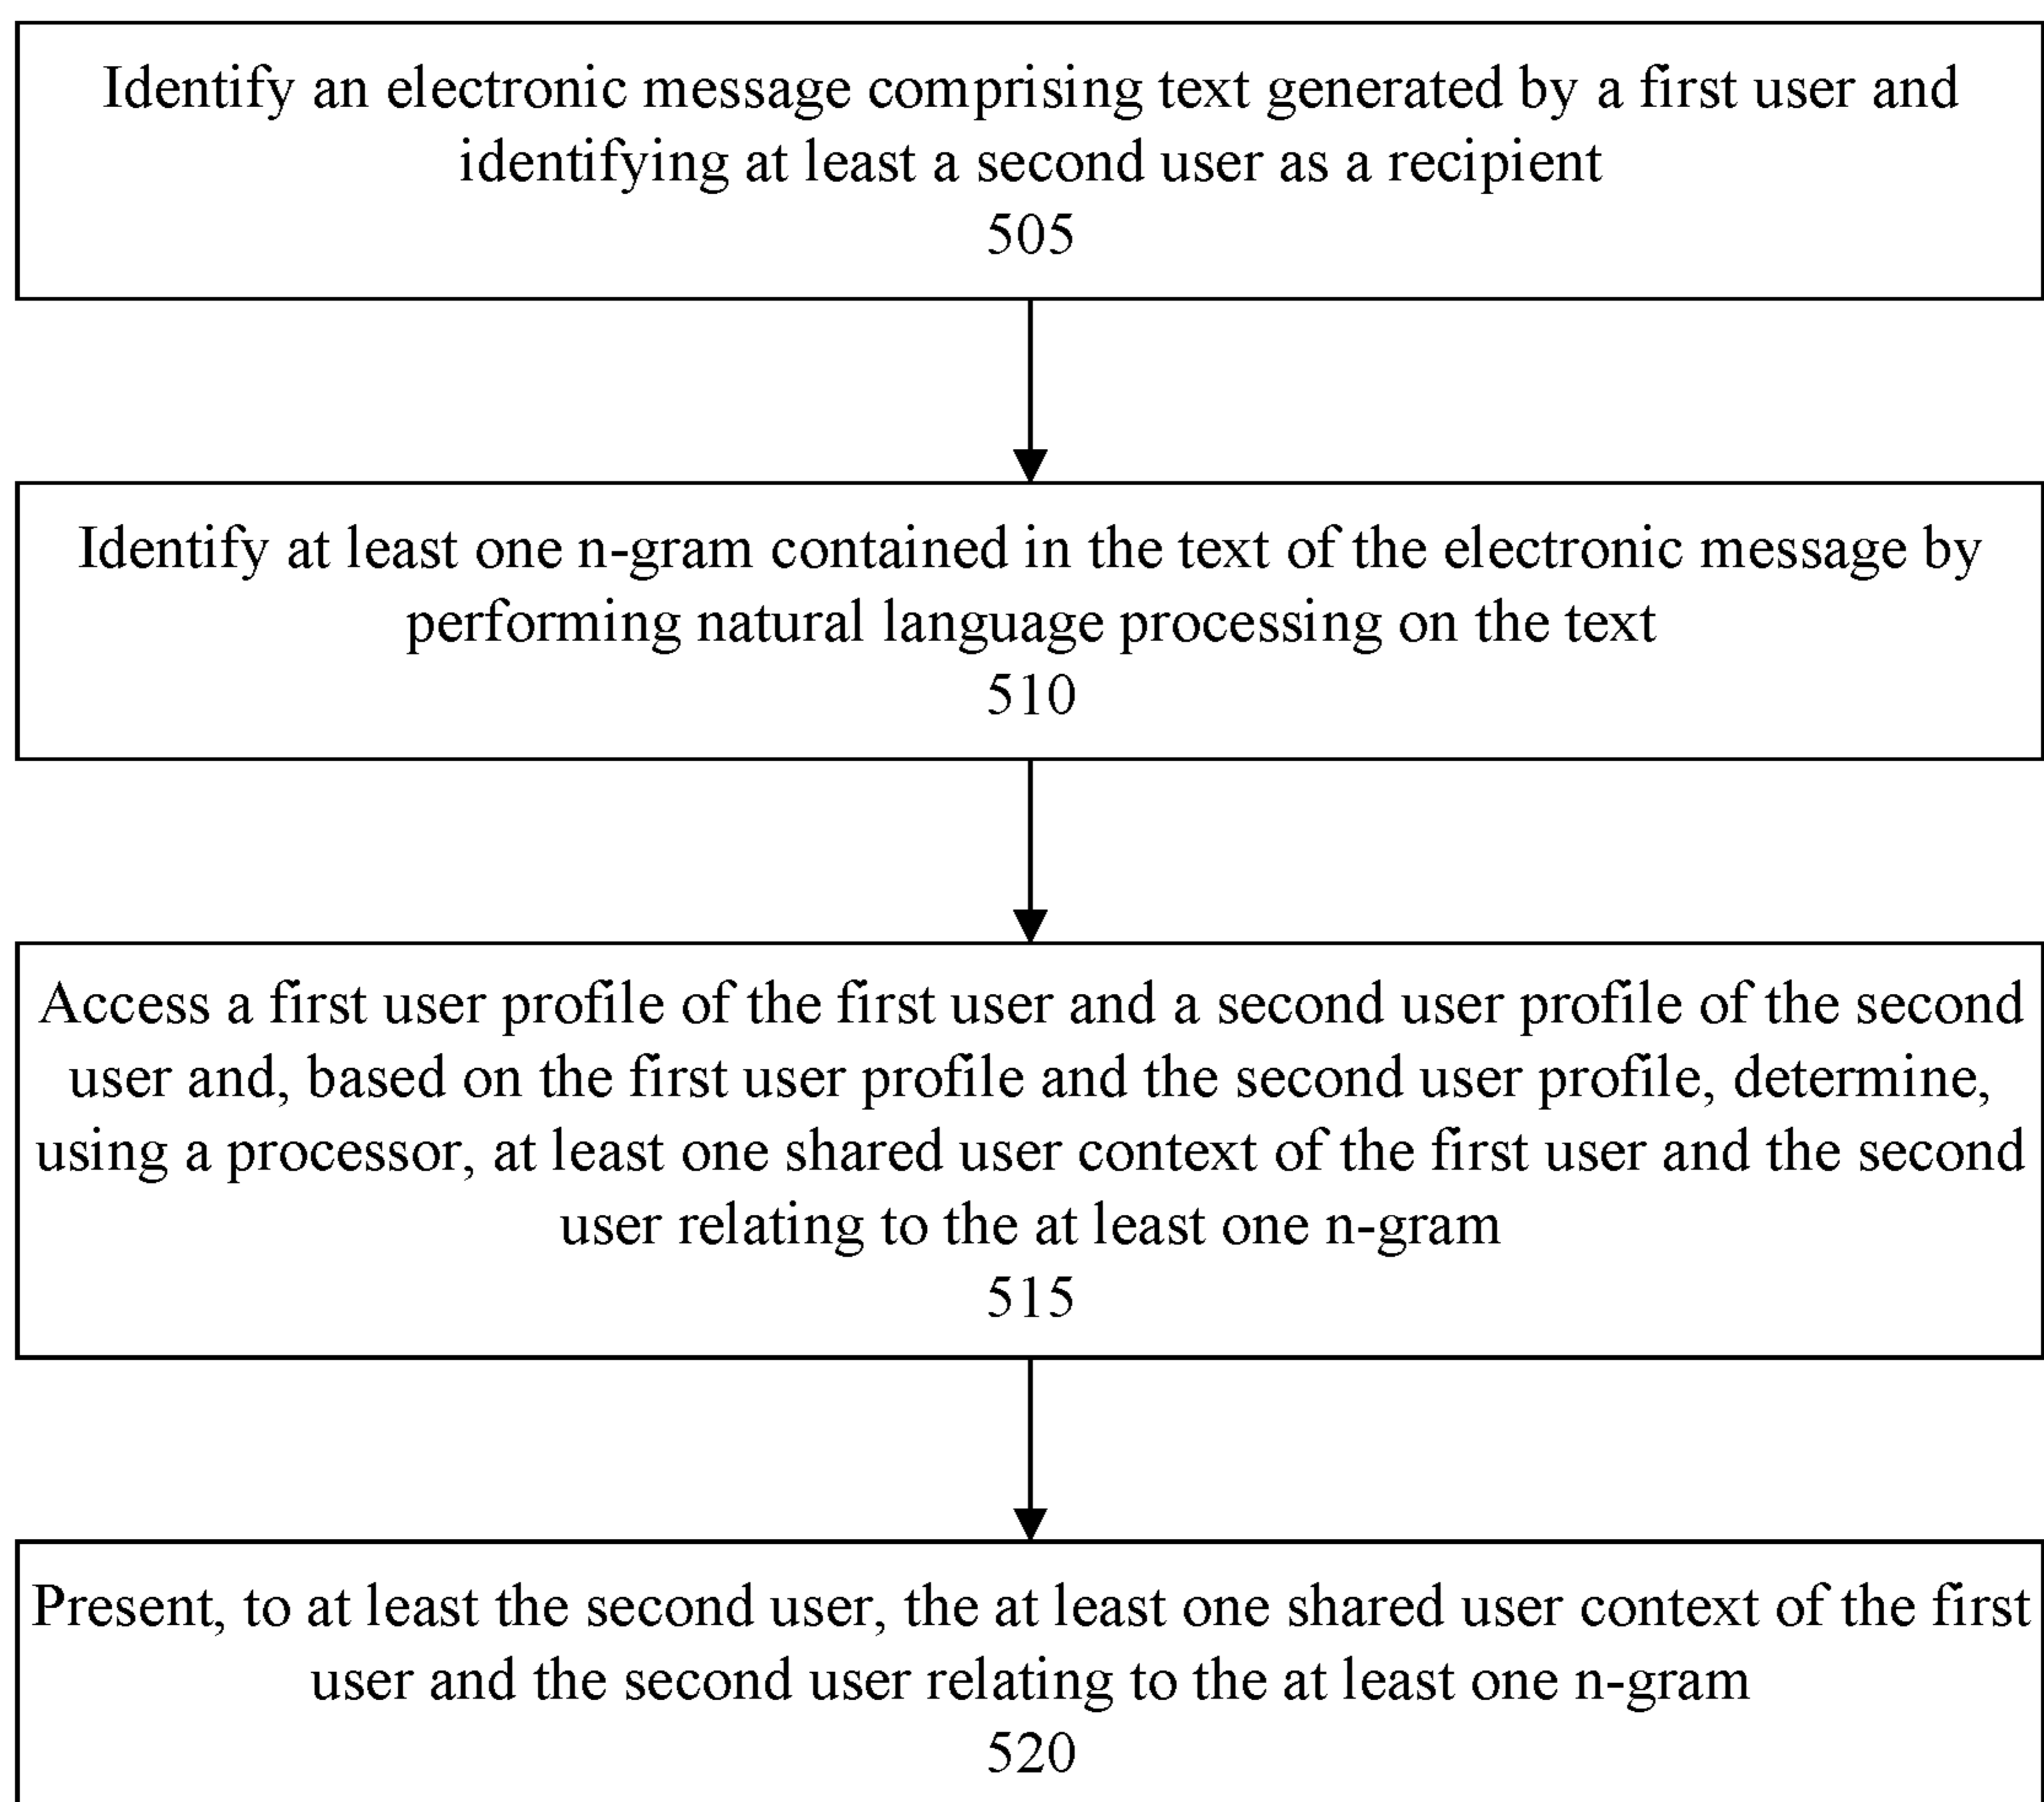 Identify an electronic message comprising text generated by a first user and
identifying at least a second user as a recipient
505
Identify at least one n-gram contained in the text of the electronic message by
performing natural language processing on the text
510
Access a first user profile of the first user and a second user profile of the second
user and, based on the first user profile and the second user profile, determine,
using a processor, at least one shared user context of the first user and the second
user relating to the at least one n-gram
515
Present, to at least the second user, the at least one shared user context of the first
user and the second user relating to the at least one n-gram
520